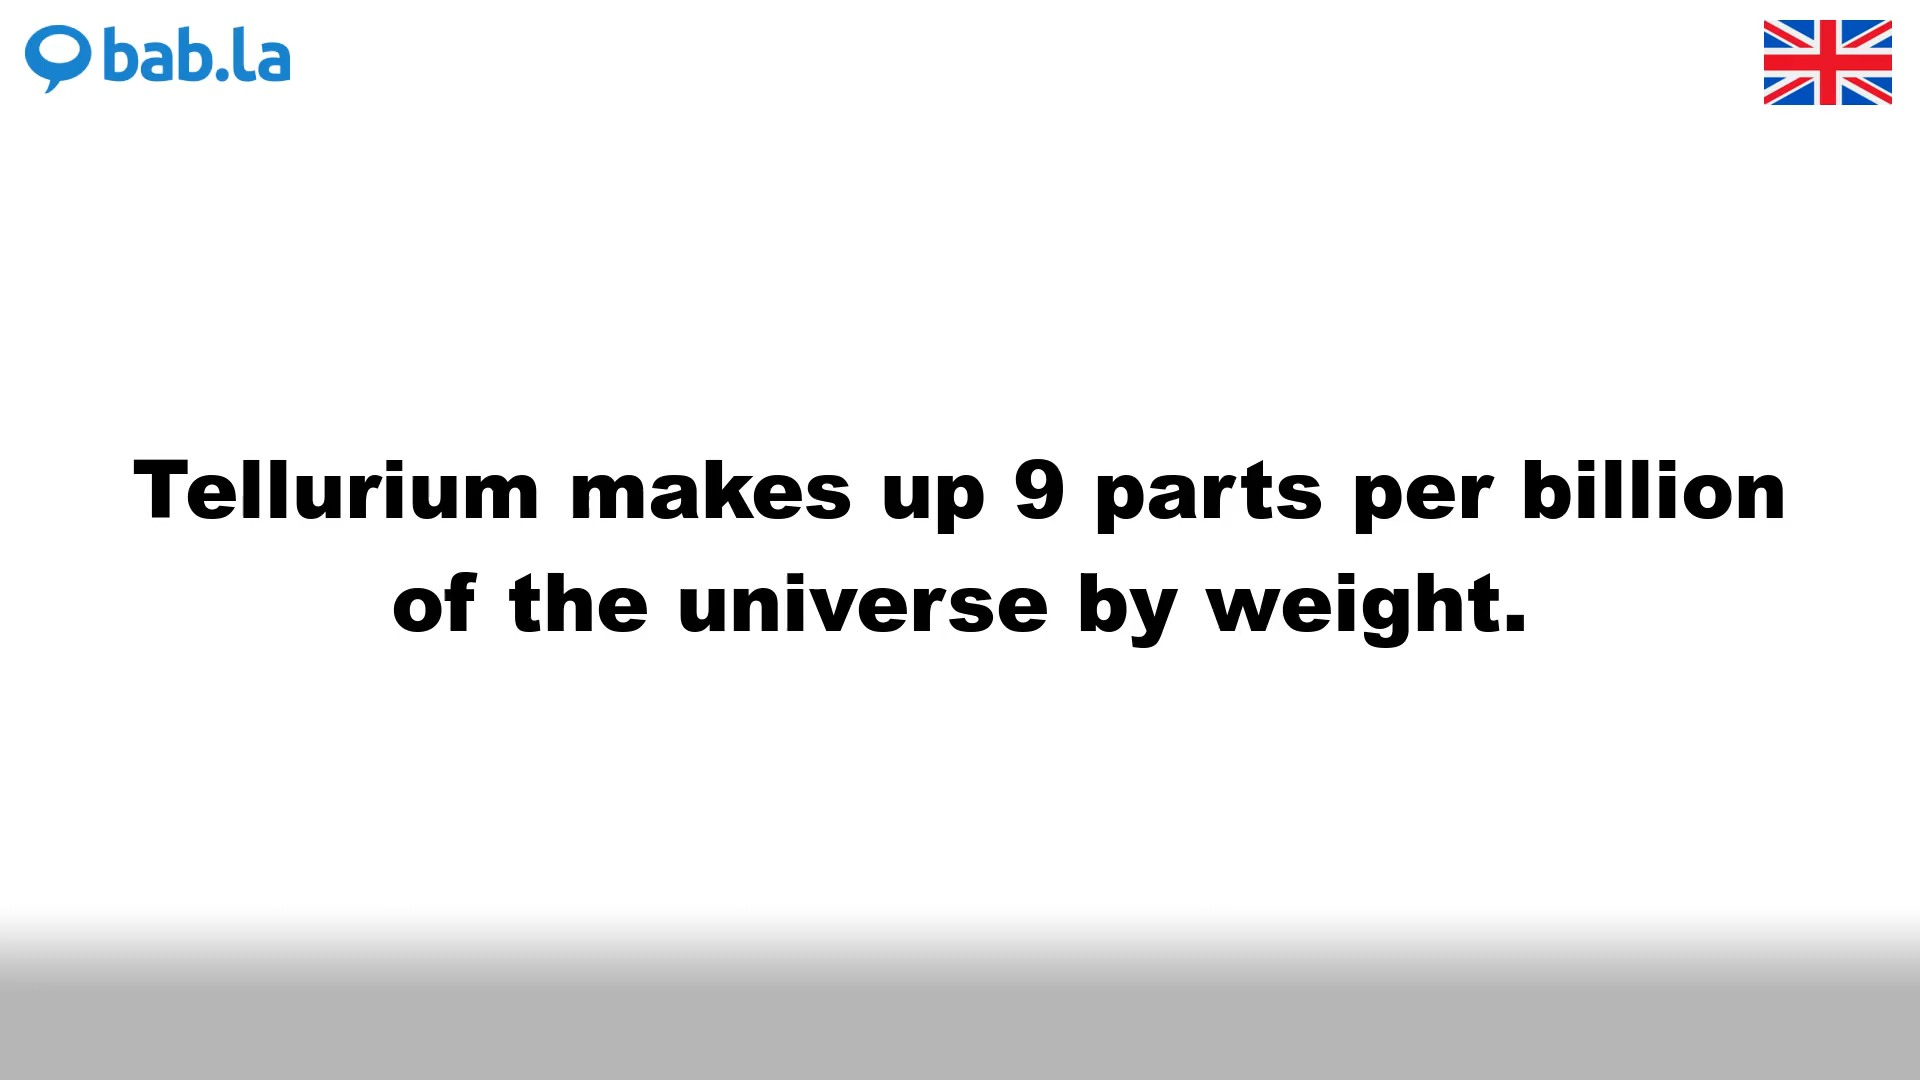 bab.la
Tellurium makes up 9 parts per billion
of the universe by weight.